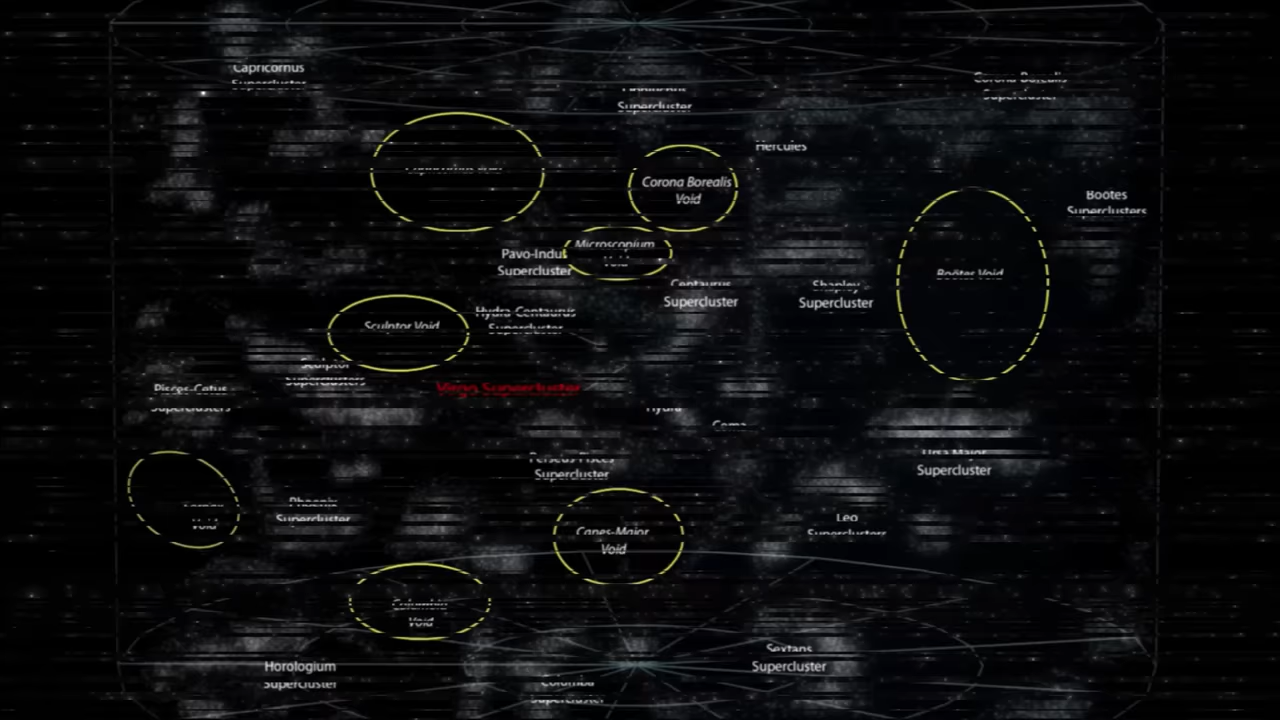 Capricornus
Supercluster
Supercluster
Corona Borealis
Supercluster
Hercules
Corona Borealis
Void
Bootes
Superclusters
Microscopium
Void
Pavo-Indus
Supercluster
Centaurus
Supercluster
Shapley
Supercluster
Void
Sculptor Void
Hydra-Centaurus
Supercluster
Sculptor
Superclusters
Pisces-Cetus
Superclusters
Virgo Supercluster
Hydra
Coma
Perseus-Pisces
Supercluster
Ursa Major
Supercluster
Void
Phoenix
Supercluster
Canes-Major
Void
Leo
Superclusters
Columba
Void
Horologium
Supercluster
Sextans
Supercluster
Columba
Supercluster